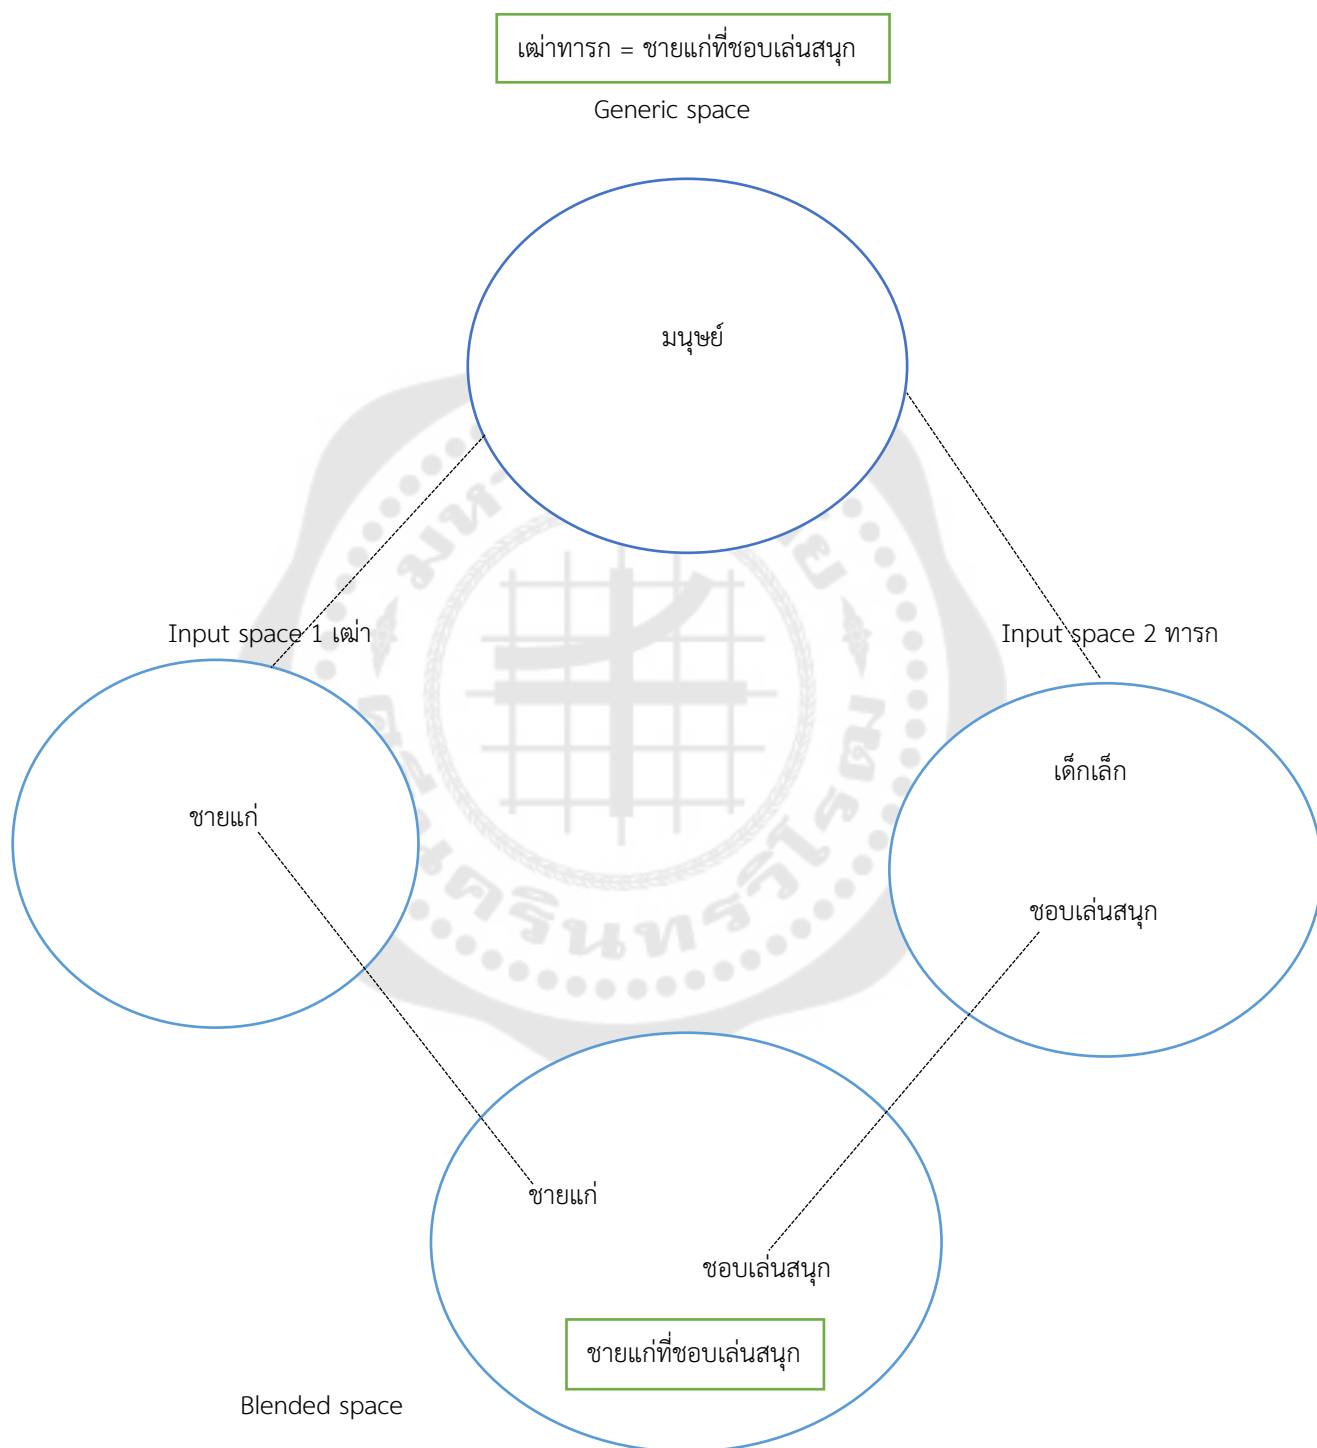 เฒ่าทารก = ชายแก่ที่ชอบเล่นสนุก
Generic space
มนุษย์
Input space 1 เฒ่า
Input space 2 ทารก
เด็กเล็ก
ชายแก่
ชอบเล่นสนุก
ชายแก่
ชอบเล่นสนุก
ชายแก่ที่ชอบเล่นสนุก
Blended space